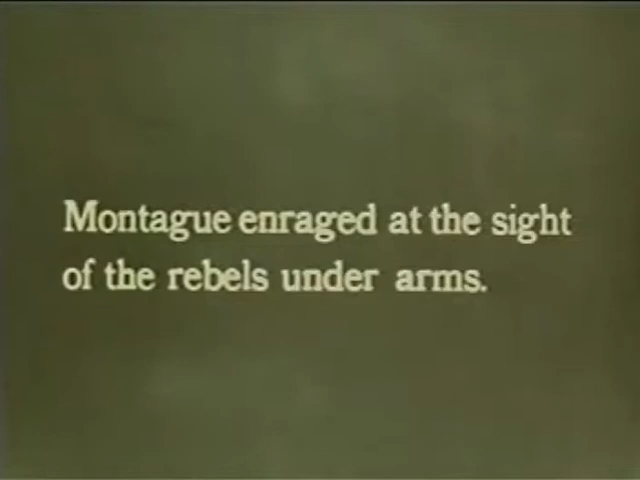 Montague enraged at the sight
of the rebels under arms.